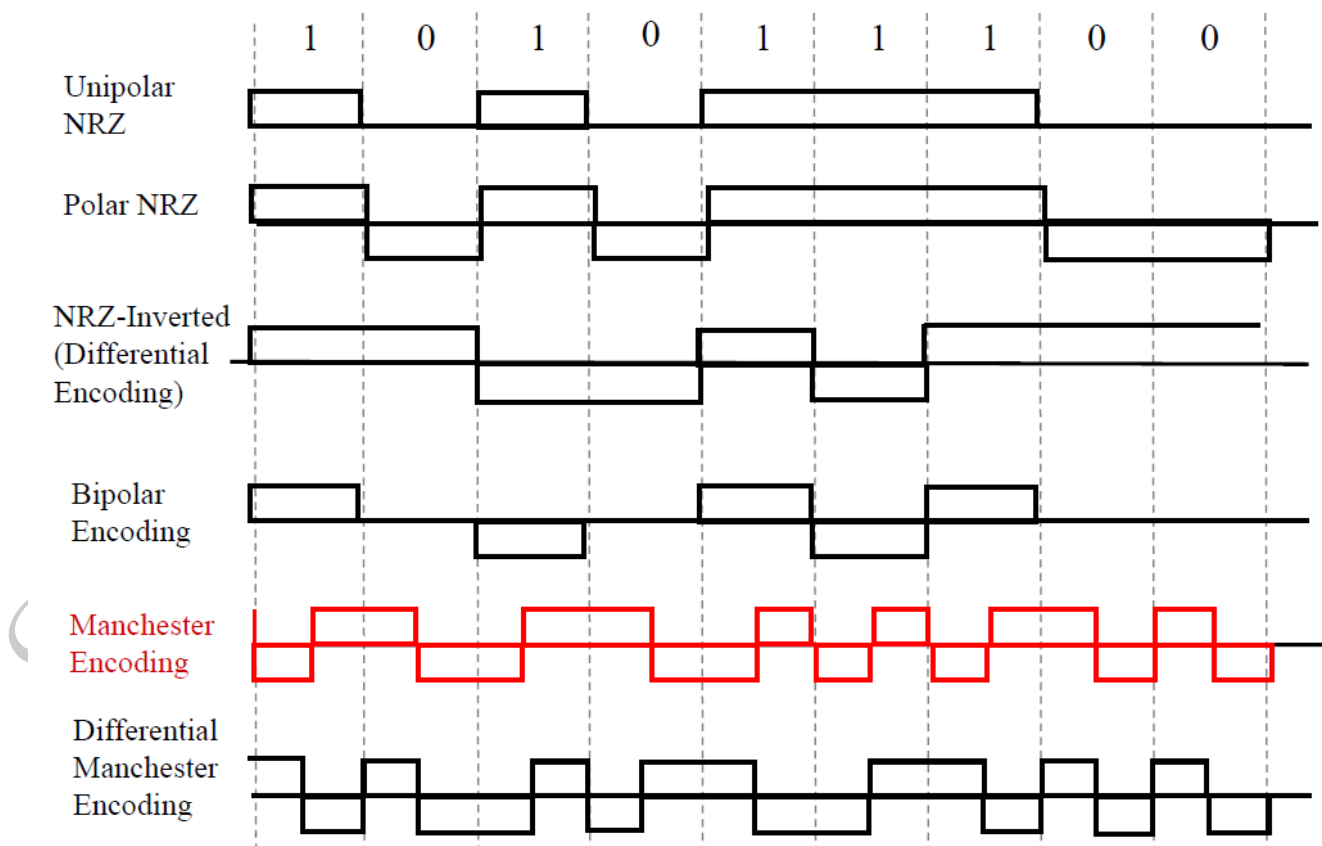 1 0 1 0 1 1 1 0 0
Unipolar
NRZ
Polar NRZ
NRZ-Inverted
(Differential
Encoding)
Bipolar
Encoding
Manchester
Encoding
Differential
Manchester
Encoding